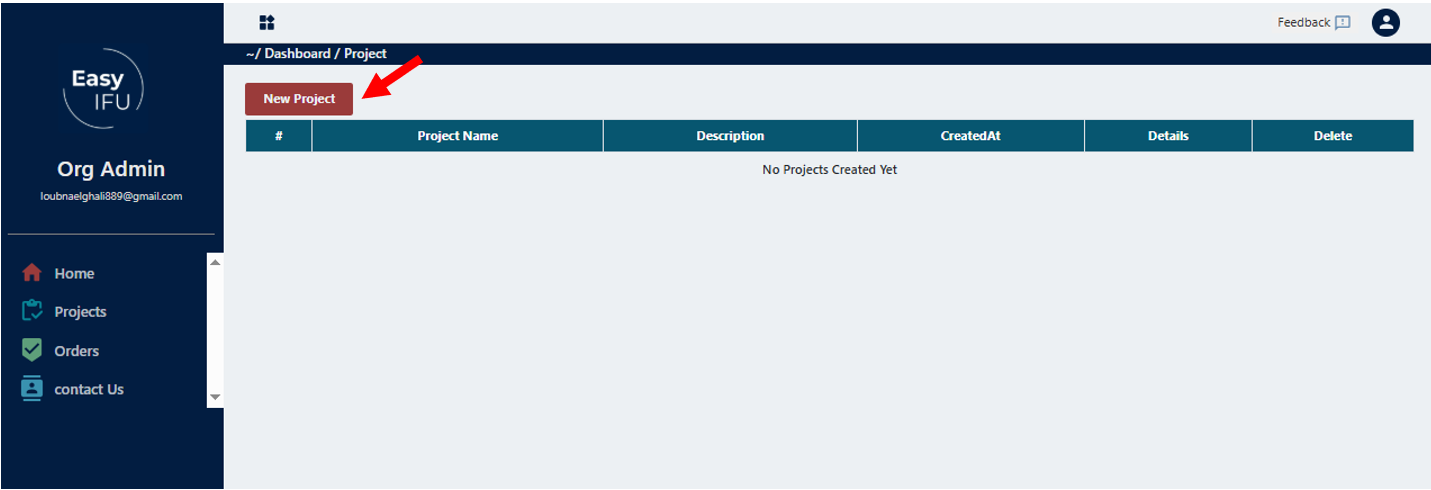 Easy
IFU
Org Admin
loubnaelghali889@gmail.com
Home
Projects
Orders
contact Us
Feedback
~/ Dashboard / Project
New Project
# Project Name Description CreatedAt Details Delete
No Projects Created Yet